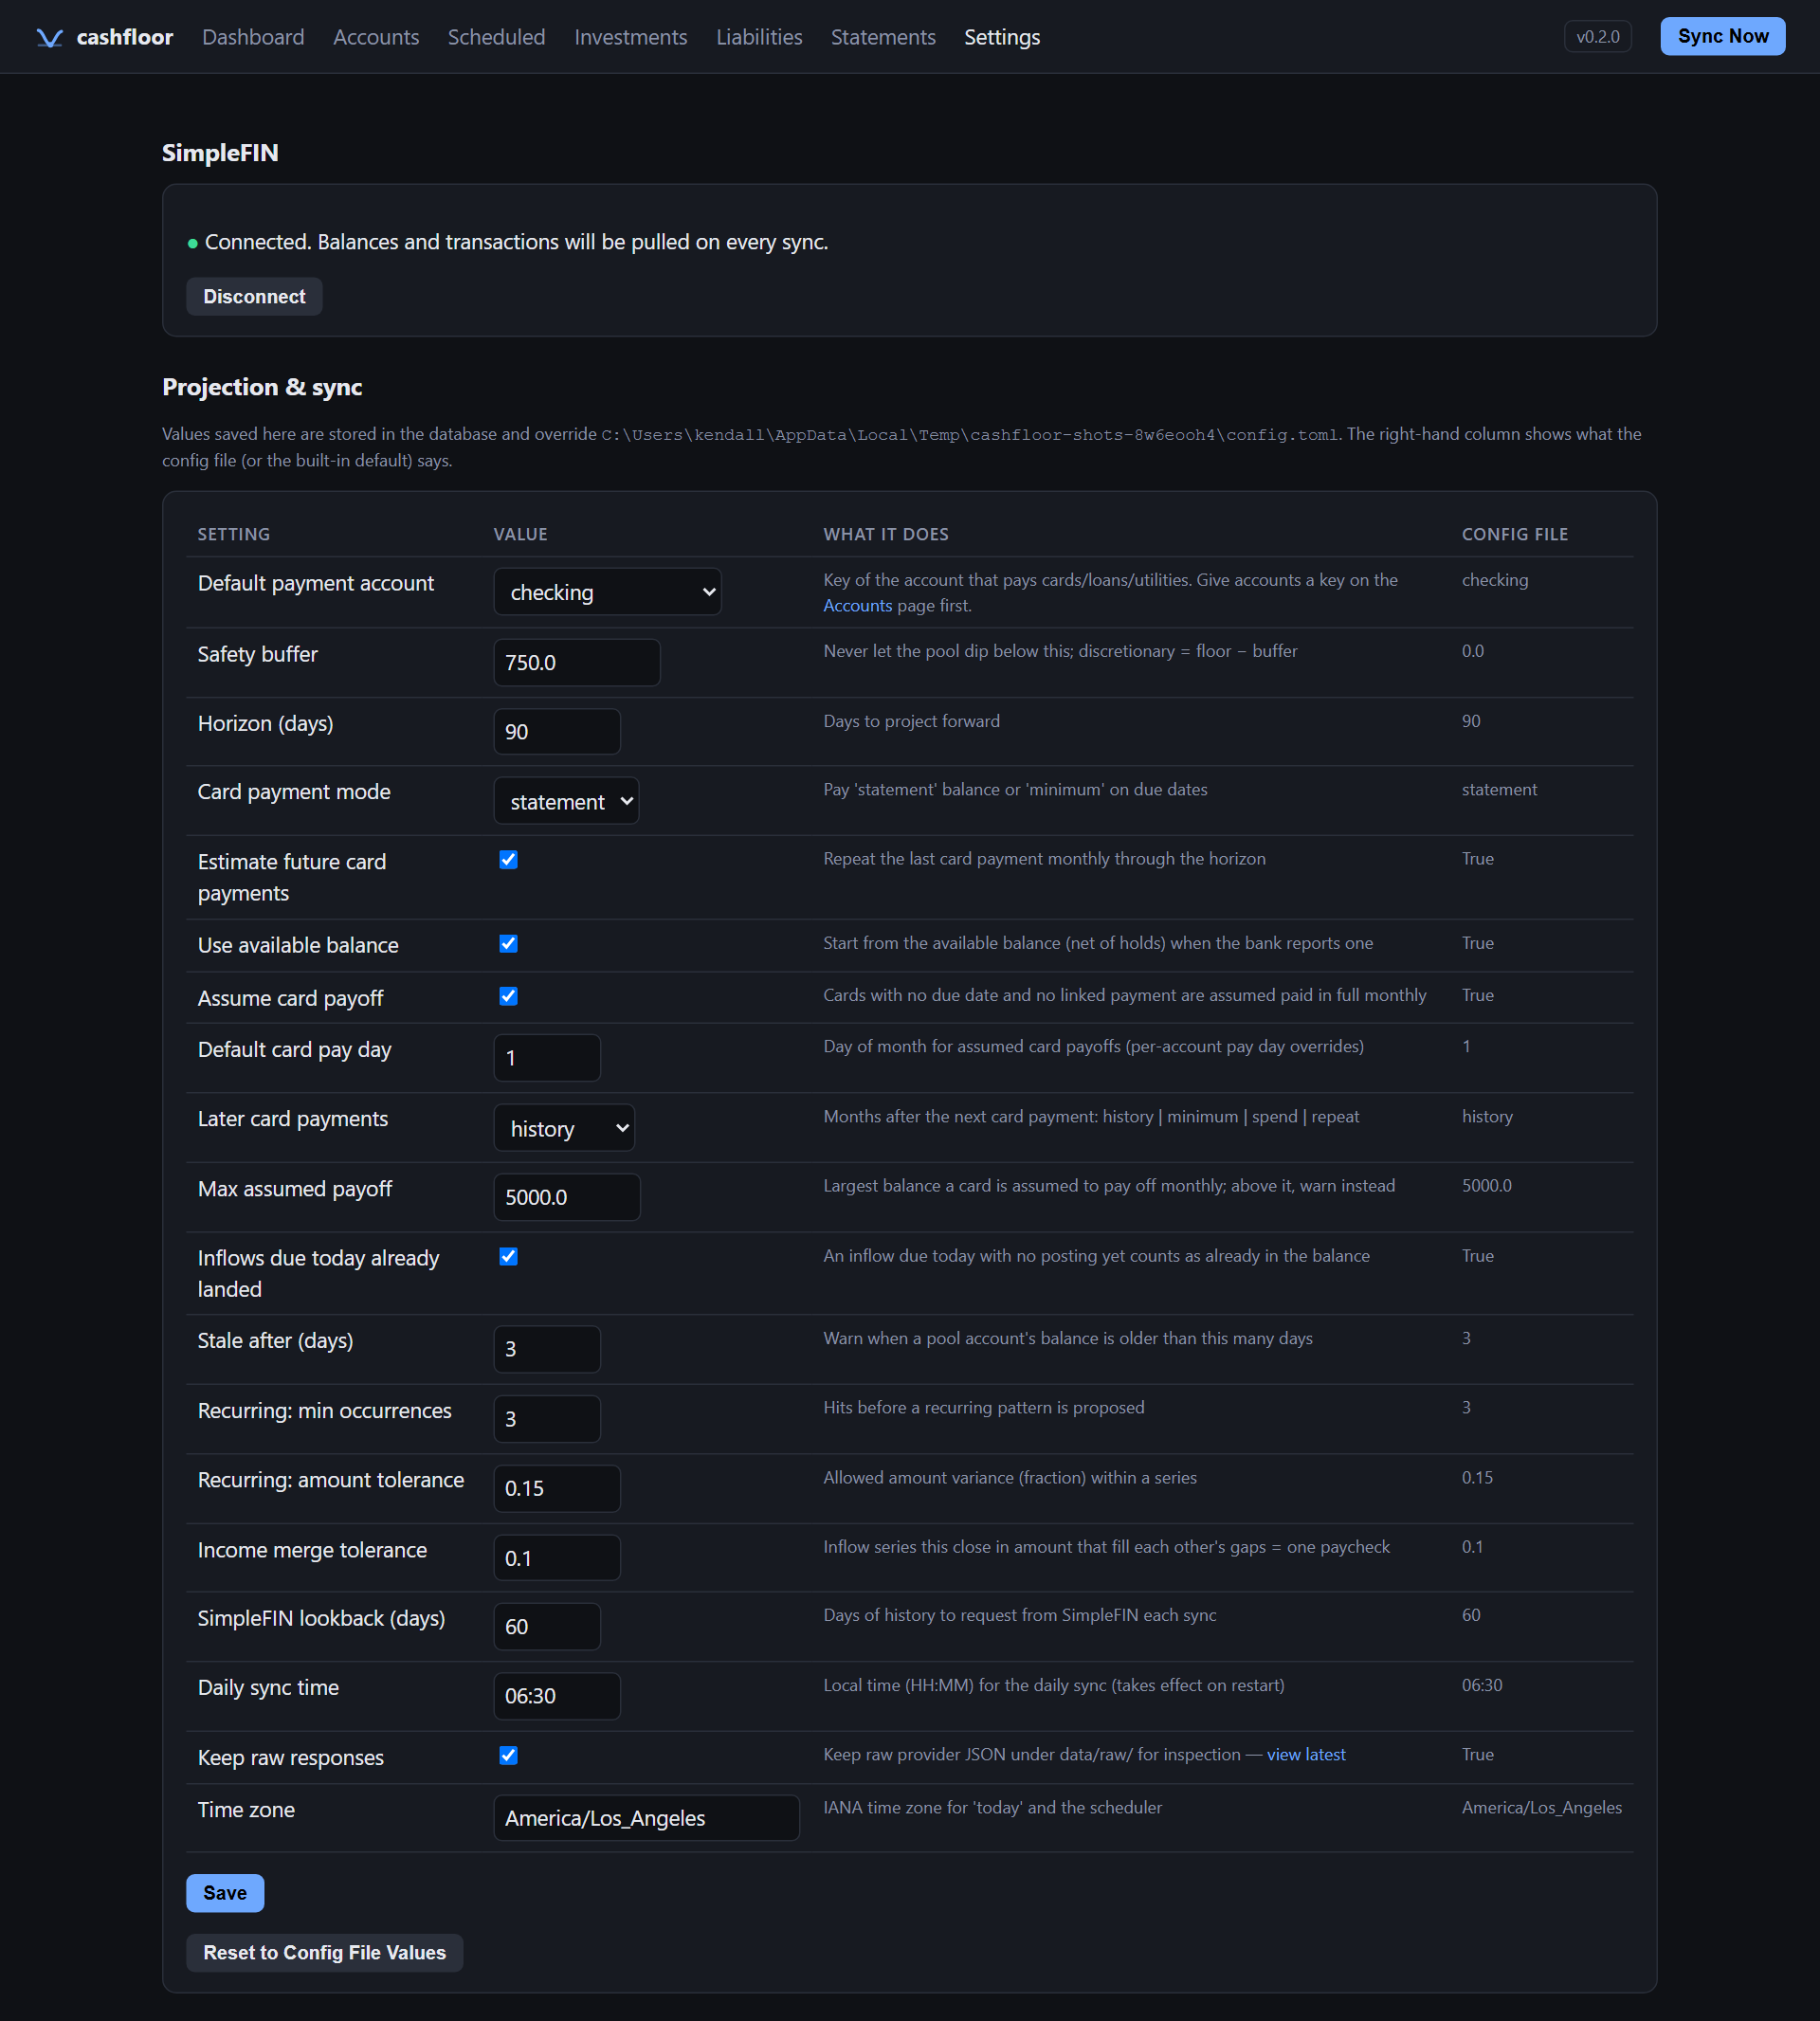 cashfloor Dashboard Accounts Scheduled Investments Liabilities Statements Settings v0.2.0 Sync Now
SimpleFIN
Connected. Balances and transactions will be pulled on every sync.
Disconnect
Projection & sync
Values saved here are stored in the database and override C:\Users\kendall\AppData\Local\Temp\cashfloor-shots-8w6eooh4\config.toml. The right-hand column shows what the
config file (or the built-in default) says.
SETTING VALUE WHAT IT DOES CONFIG FILE
Default payment account checking Key of the account that pays cards/loans/utilities. Give accounts a key on the checking
Accounts page first.
Safety buffer 750.0 Never let the pool dip below this; discretionary = floor − buffer 0.0
Horizon (days) 90 Days to project forward 90
Card payment mode statement Pay 'statement' balance or 'minimum' on due dates statement
Estimate future card Repeat the last card payment monthly through the horizon True
payments
Use available balance Start from the available balance (net of holds) when the bank reports one True
Assume card payoff Cards with no due date and no linked payment are assumed paid in full monthly True
Default card pay day 1 Day of month for assumed card payoffs (per-account pay day overrides) 1
Later card payments history Months after the next card payment: history | minimum | spend | repeat history
Max assumed payoff 5000.0 Largest balance a card is assumed to pay off monthly; above it, warn instead 5000.0
Inflows due today already An inflow due today with no posting yet counts as already in the balance True
landed
Stale after (days) 3 Warn when a pool account's balance is older than this many days 3
Recurring: min occurrences 3 Hits before a recurring pattern is proposed 3
Recurring: amount tolerance 0.15 Allowed amount variance (fraction) within a series 0.15
Income merge tolerance 0.1 Inflow series this close in amount that fill each other's gaps = one paycheck 0.1
SimpleFIN lookback (days) 60 Days of history to request from SimpleFIN each sync 60
Daily sync time 06:30 Local time (HH:MM) for the daily sync (takes effect on restart) 06:30
Keep raw responses Keep raw provider JSON under data/raw/ for inspection — view latest True
Time zone America/Los_Angeles IANA time zone for 'today' and the scheduler America/Los_Angeles
Save
Reset to Config File Values